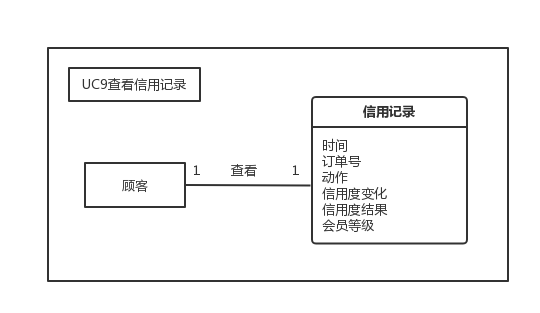 UC9查看信用记录
信用记录
时间
订单号
动作
信用度变化
信用度结果
会员等级
顾客
1 查看 1